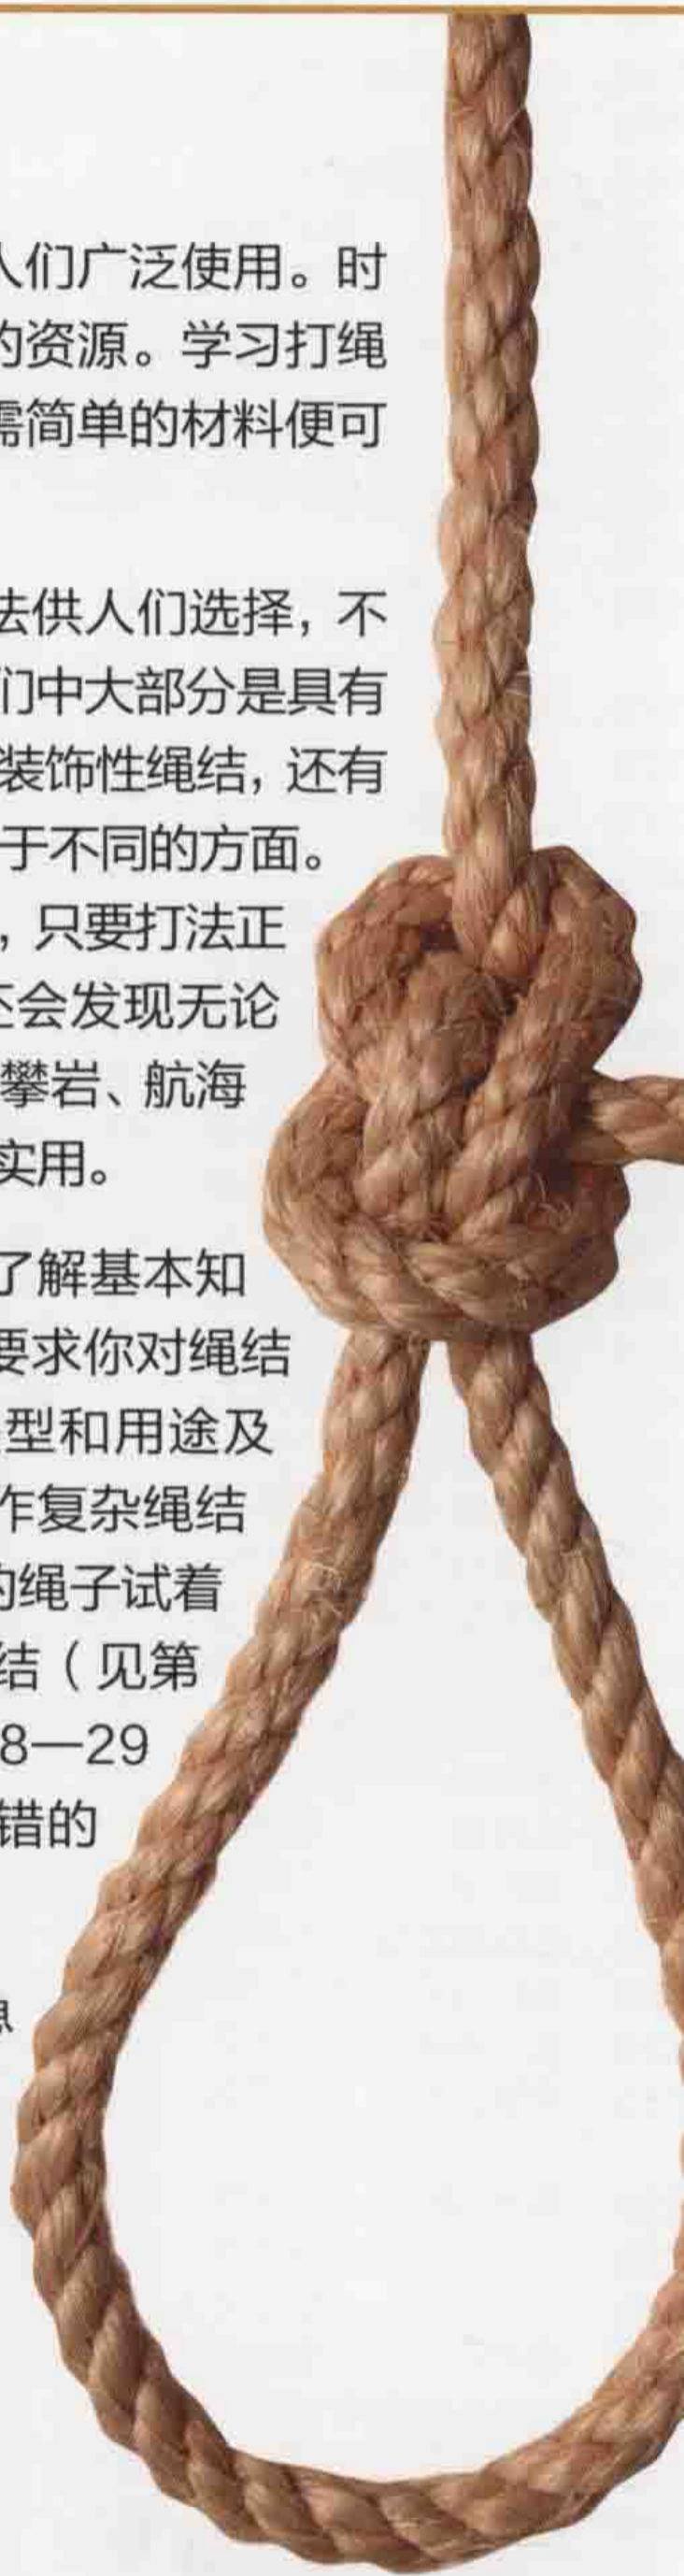 人们广泛使用。时
的资源。学习打绳
需简单的材料便可
法供人们选择，不
们中大部分是具有
装饰性绳结，还有
于不同的方面。
，只要打法正
还会发现无论
攀岩、航海
实用。
了解基本知
要求你对绳结
型和用途及
作复杂绳结
的绳子试着
结（见第
8—29
错的